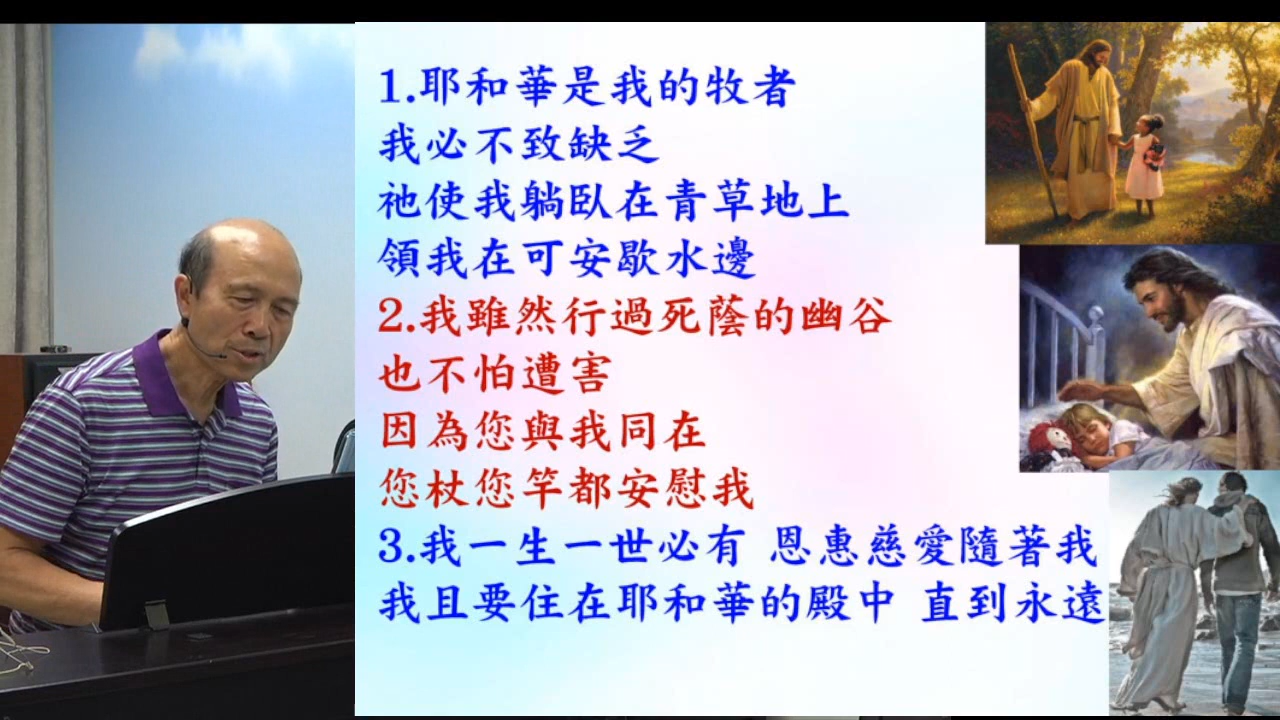 1.耶和華是我的牧者
我必不致缺乏
祂使我躺臥在青草地上
領我在可安歇水邊
2.我雖然行過死蔭的幽谷
也不怕遭害
因為您與我同在
您杖您竿都安慰我
3.我一生一世必有 恩惠慈愛隨著我
我且要住在耶和華的殿中 直到永遠